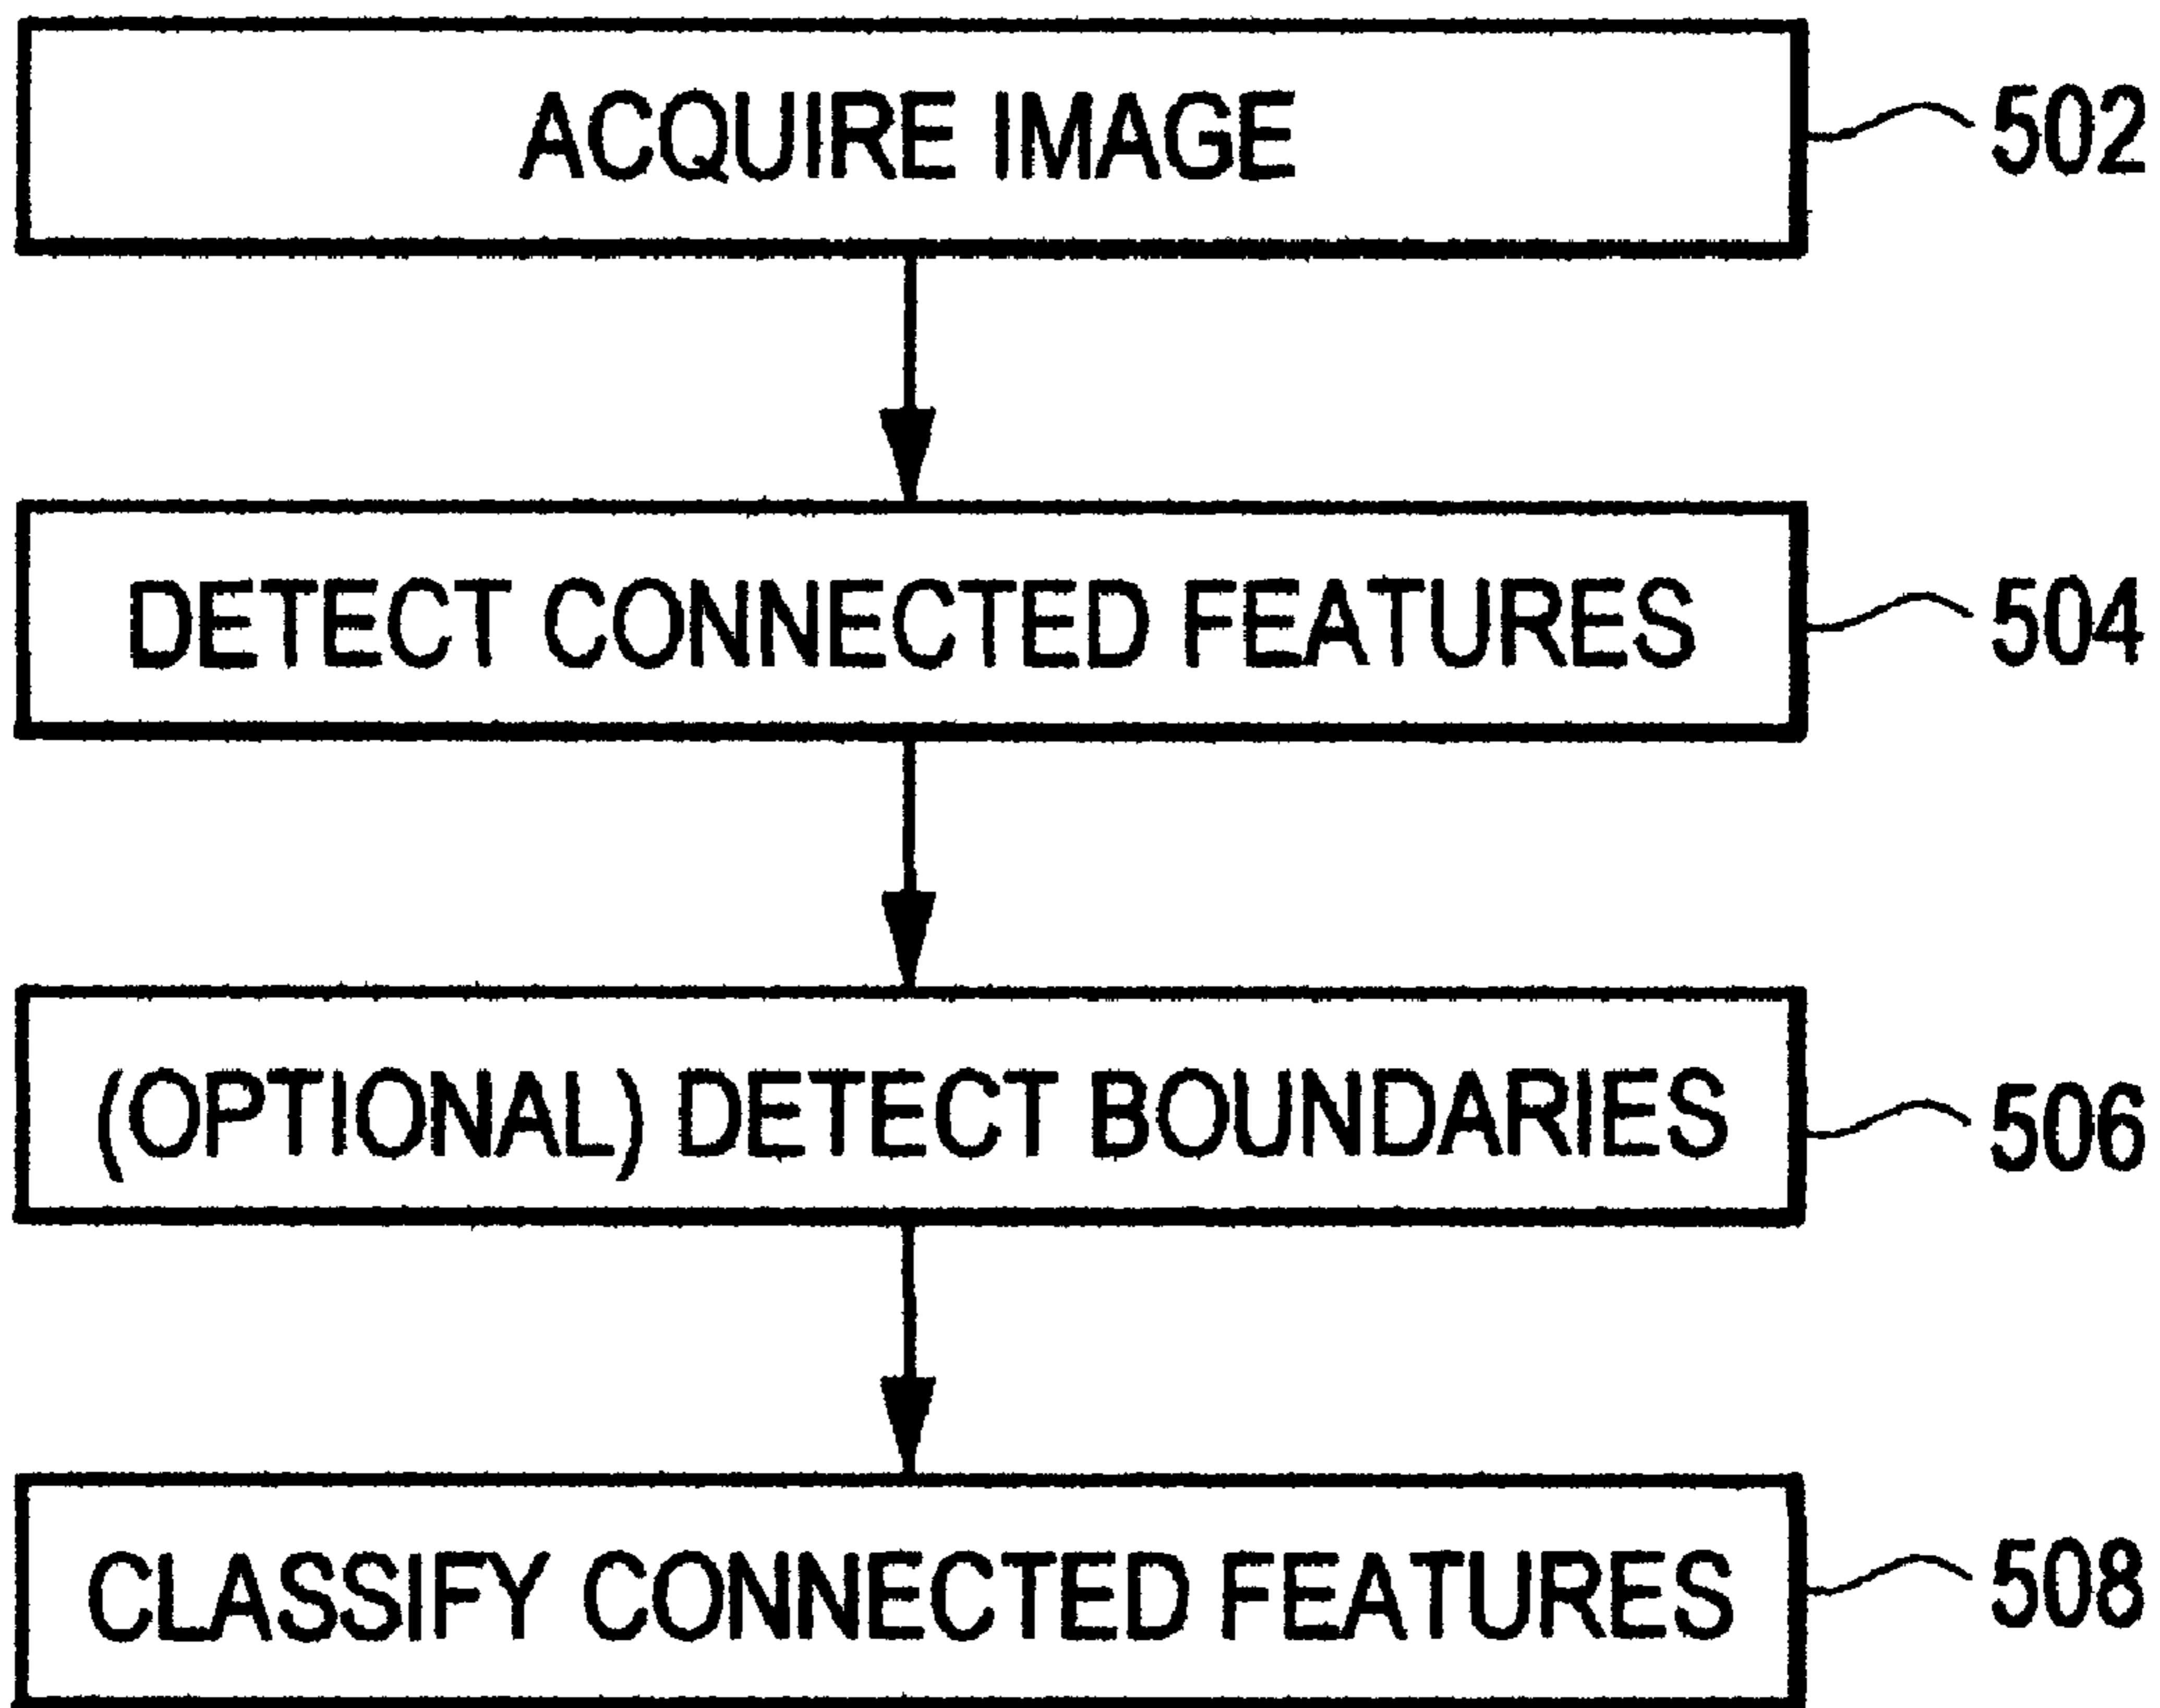 ACQUIRE IMAGE 502
DETECT CONNECTED FEATURES 504
(OPTIONAL) DETECT BOUNDARIES 506
CLASSIFY CONNECTED FEATURES 508